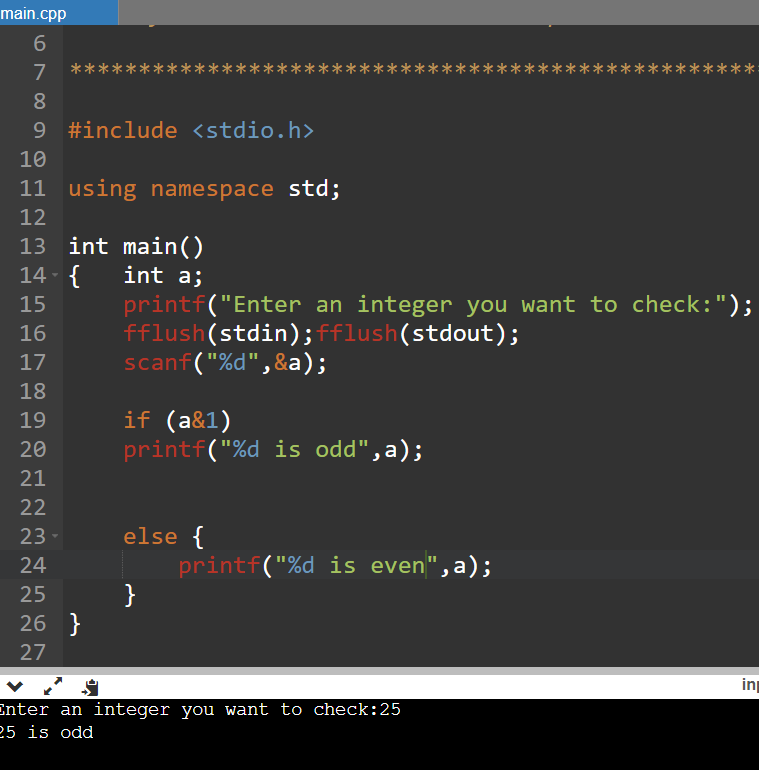 main.cpp
6
7 ***************************************************
8
9 #include <stdio.h>
10
11 using namespace std;
12
13 int main()
14 {   int a;
15     printf("Enter an integer you want to check:");
16     fflush(stdin);fflush(stdout);
17     scanf("%d",&a);
18
19     if (a&1)
20     printf("%d is odd",a);
21
22
23     else {
24         printf("%d is even",a);
25     }
26 }
27
Enter an integer you want to check:25
25 is odd